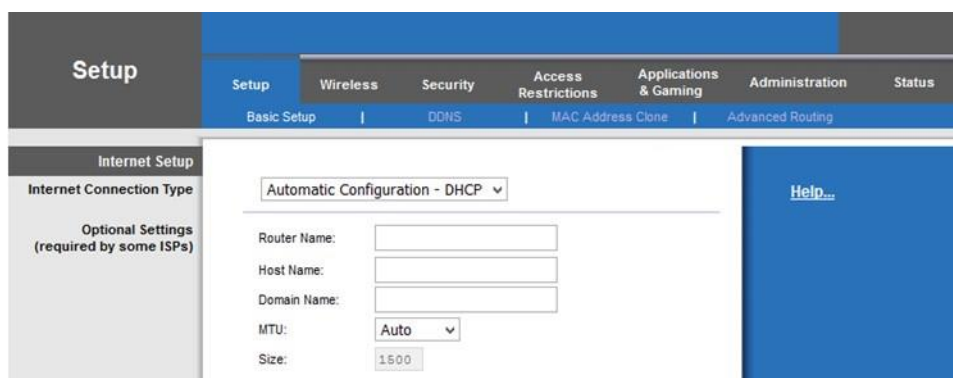 Setup
Setup Wireless Security Access Restrictions Applications & Gaming Administration Status
Basic Setup | DDNS | MAC Address Clone | Advanced Routing
Internet Setup
Internet Connection Type
Automatic Configuration - DHCP
Help...
Optional Settings
(required by some ISPs)
Router Name:
Host Name:
Domain Name:
MTU: Auto
Size: 1500